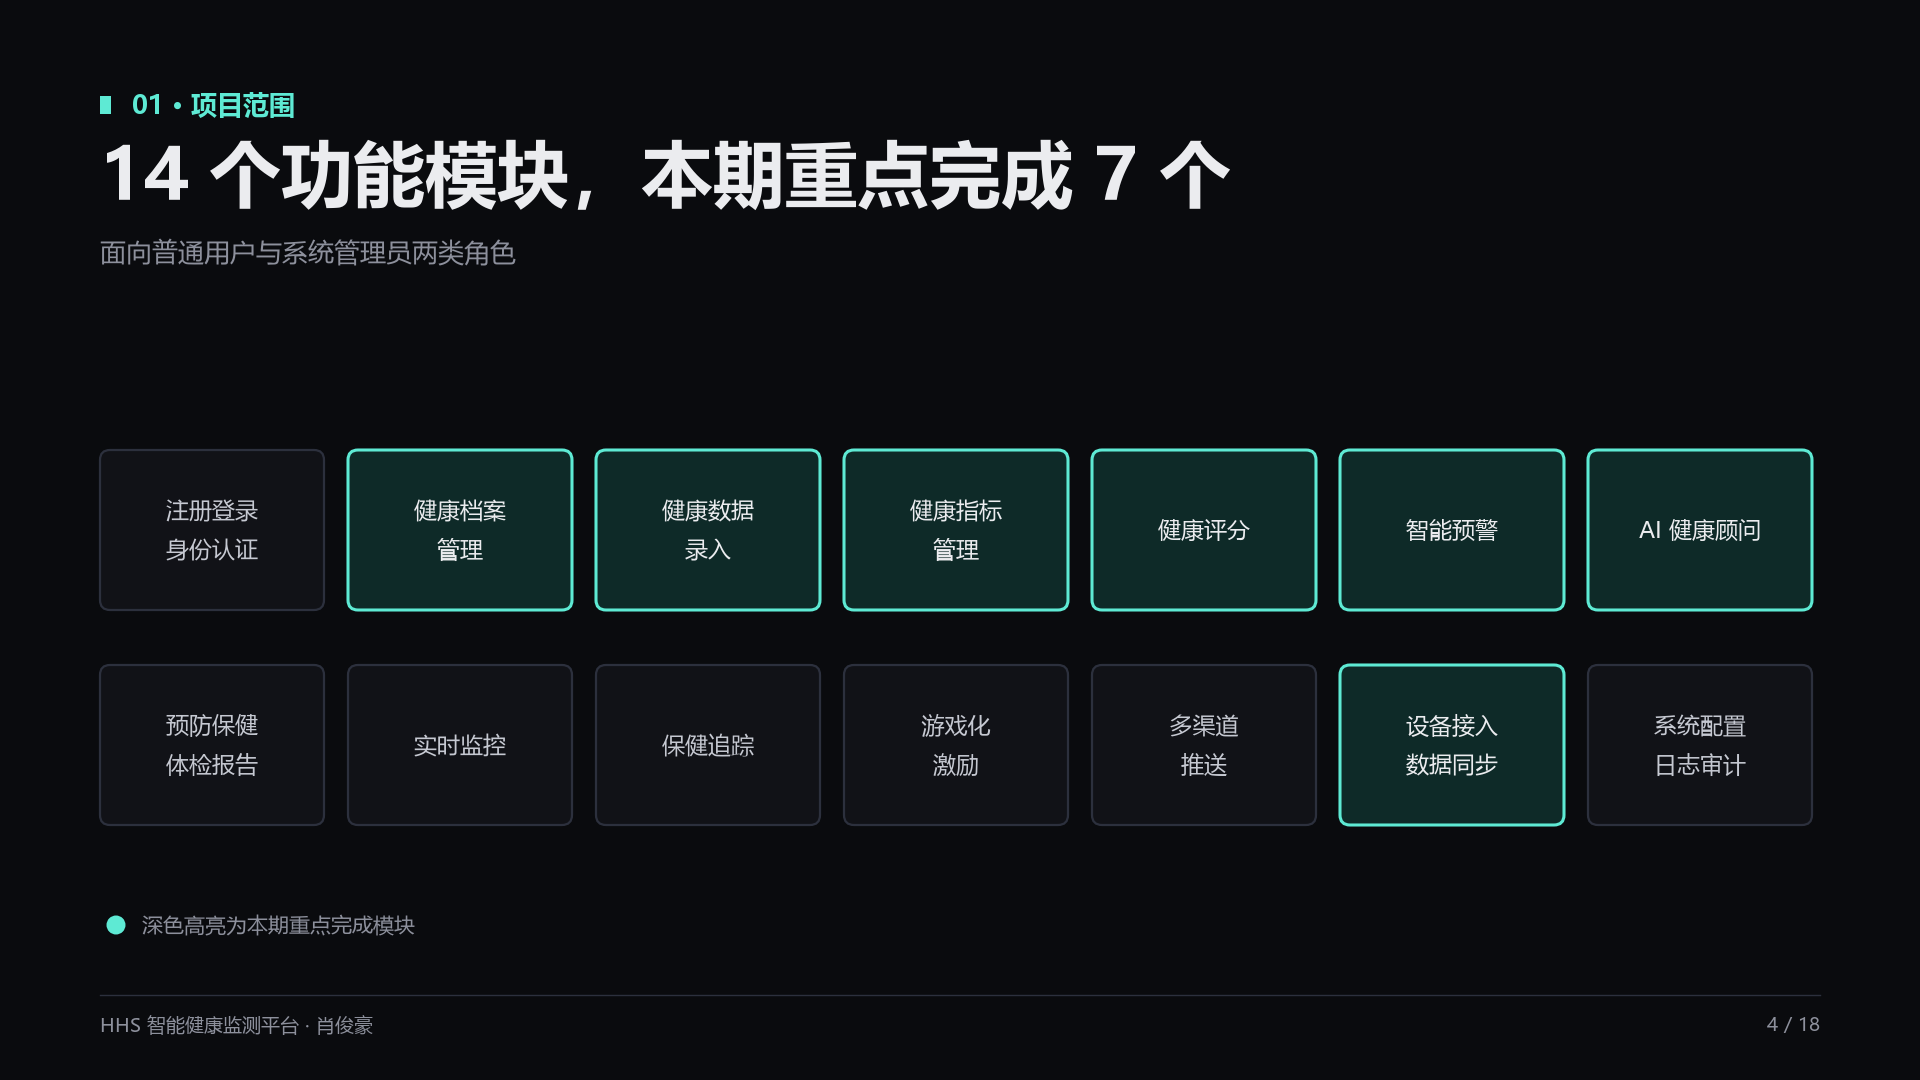 01 • 项目范围
14 个功能模块，本期重点完成 7 个
面向普通用户与系统管理员两类角色
注册登录
身份认证
健康档案
管理
健康数据
录入
健康指标
管理
健康评分
智能预警
AI 健康顾问
预防保健
体检报告
实时监控
保健追踪
游戏化
激励
多渠道
推送
设备接入
数据同步
系统配置
日志审计
深色高亮为本期重点完成模块
HHS 智能健康监测平台 · 肖俊豪
4 / 18